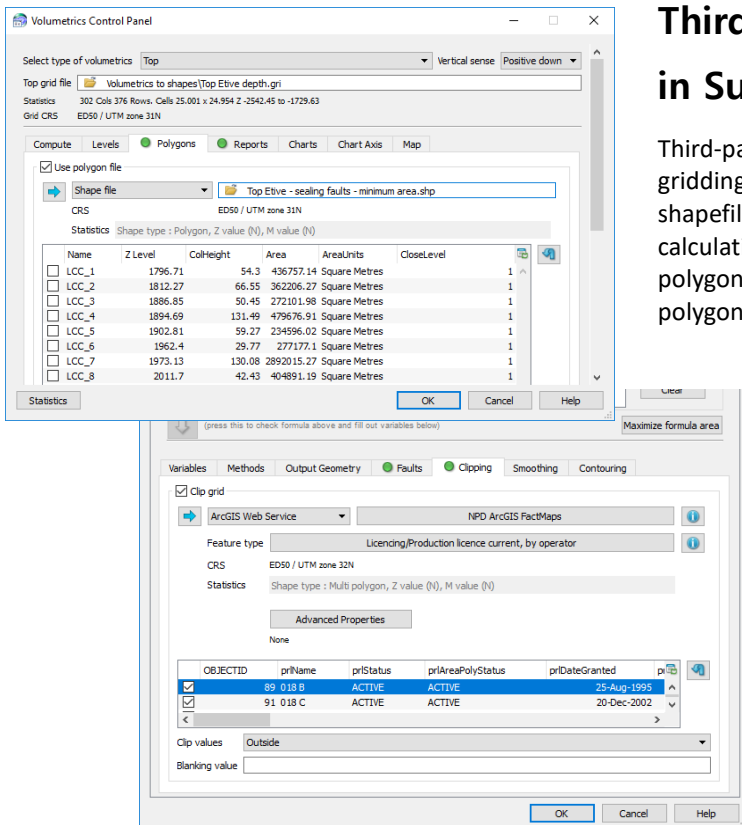 Volumetrics Control Panel
Select type of volumetrics Top Vertical sense Positive down
Top grid file Volumetrics to shapes\Top Etive depth.gri
Statistics 302 Cols 376 Rows. Cells 25.001 x 24.954 Z -2542.45 to -1729.63
Grid CRS ED50 / UTM zone 31N
Compute Levels Polygons Reports Charts Chart Axis Map
Use polygon file
Shape file Top Etive - sealing faults - minimum area.shp
CRS ED50 / UTM zone 31N
Statistics Shape type : Polygon, Z value (N), M value (N)
Name Z Level ColHeight Area AreaUnits CloseLevel
LCC_1 1796.71 54.3 436757.14 Square Metres 1
LCC_2 1812.27 66.55 362206.27 Square Metres 1
LCC_3 1886.85 50.45 272101.98 Square Metres 1
LCC_4 1894.69 131.49 479676.91 Square Metres 1
LCC_5 1902.81 59.27 234596.02 Square Metres 1
LCC_6 1962.4 29.77 277177.1 Square Metres 1
LCC_7 1973.13 130.08 2892015.27 Square Metres 1
LCC_8 2011.7 42.43 404891.19 Square Metres 1
Statistics OK Cancel Help
Third
in Su
Third-pa
gridding
shapefil
calculat
polygon
polygon
Clear
(press this to check formula above and fill out variables below) Maximize formula area
Variables Methods Output Geometry Faults Clipping Smoothing Contouring
Clip grid
ArcGIS Web Service NPD ArcGIS FactMaps
Feature type Licencing/Production licence current, by operator
CRS ED50 / UTM zone 32N
Statistics Shape type : Multi polygon, Z value (N), M value (N)
Advanced Properties
None
OBJECTID prlName prlStatus prlAreaPolyStatus prlDateGranted
89 018 B ACTIVE ACTIVE 25-Aug-1995
91 018 C ACTIVE ACTIVE 20-Dec-2002
Clip values Outside
Blanking value
OK Cancel Help